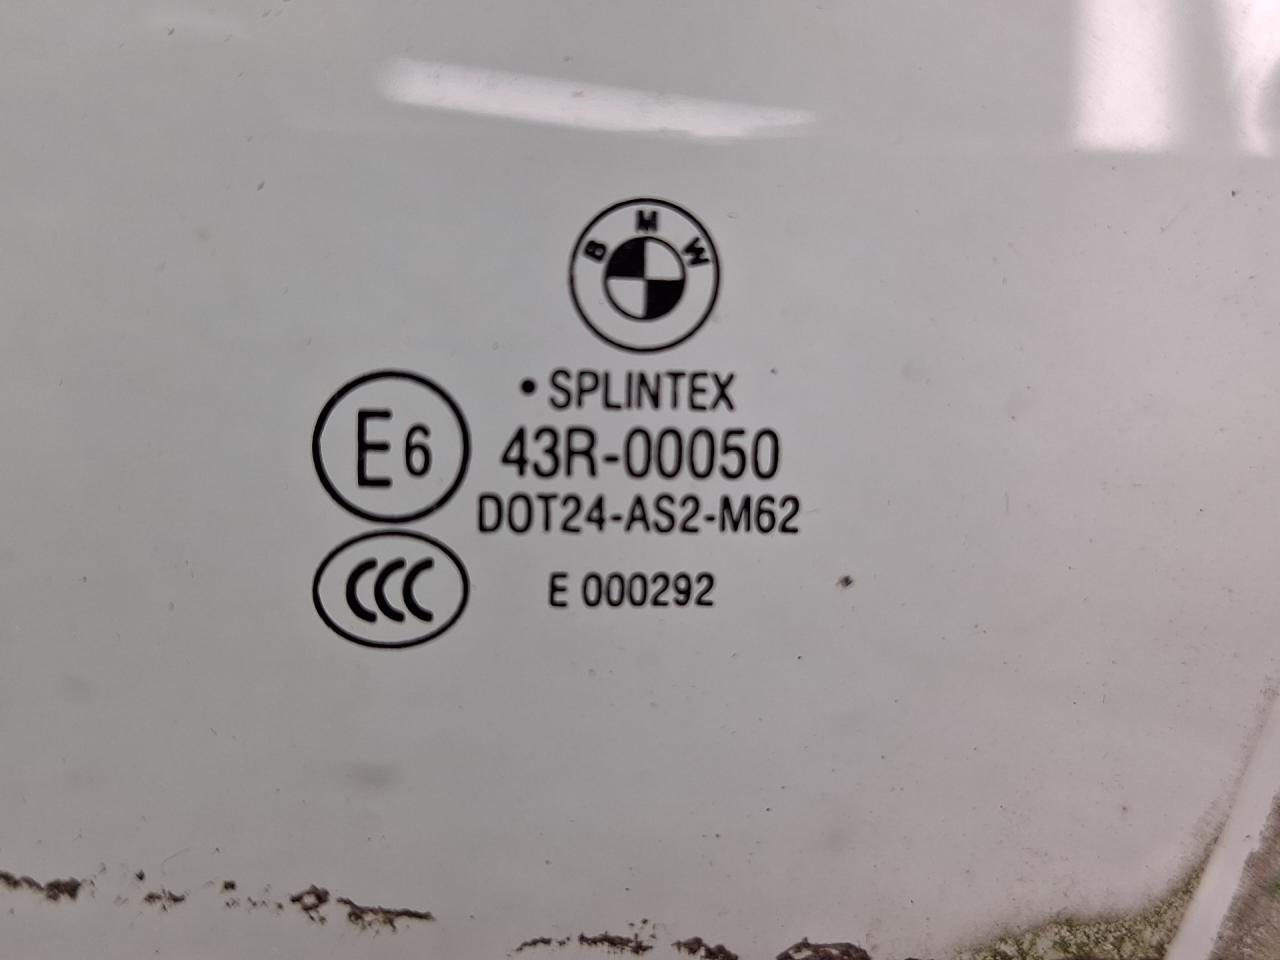 BMW
• SPLINTEX
E6
43R-00050
DOT24-AS2-M62
CCC
E 000292